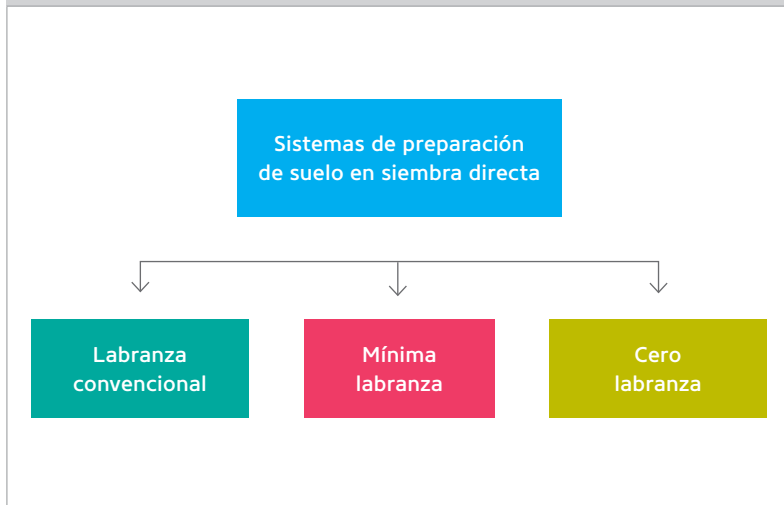 Sistemas de preparación
de suelo en siembra directa
Labranza
convencional
Mínima
labranza
Cero
labranza